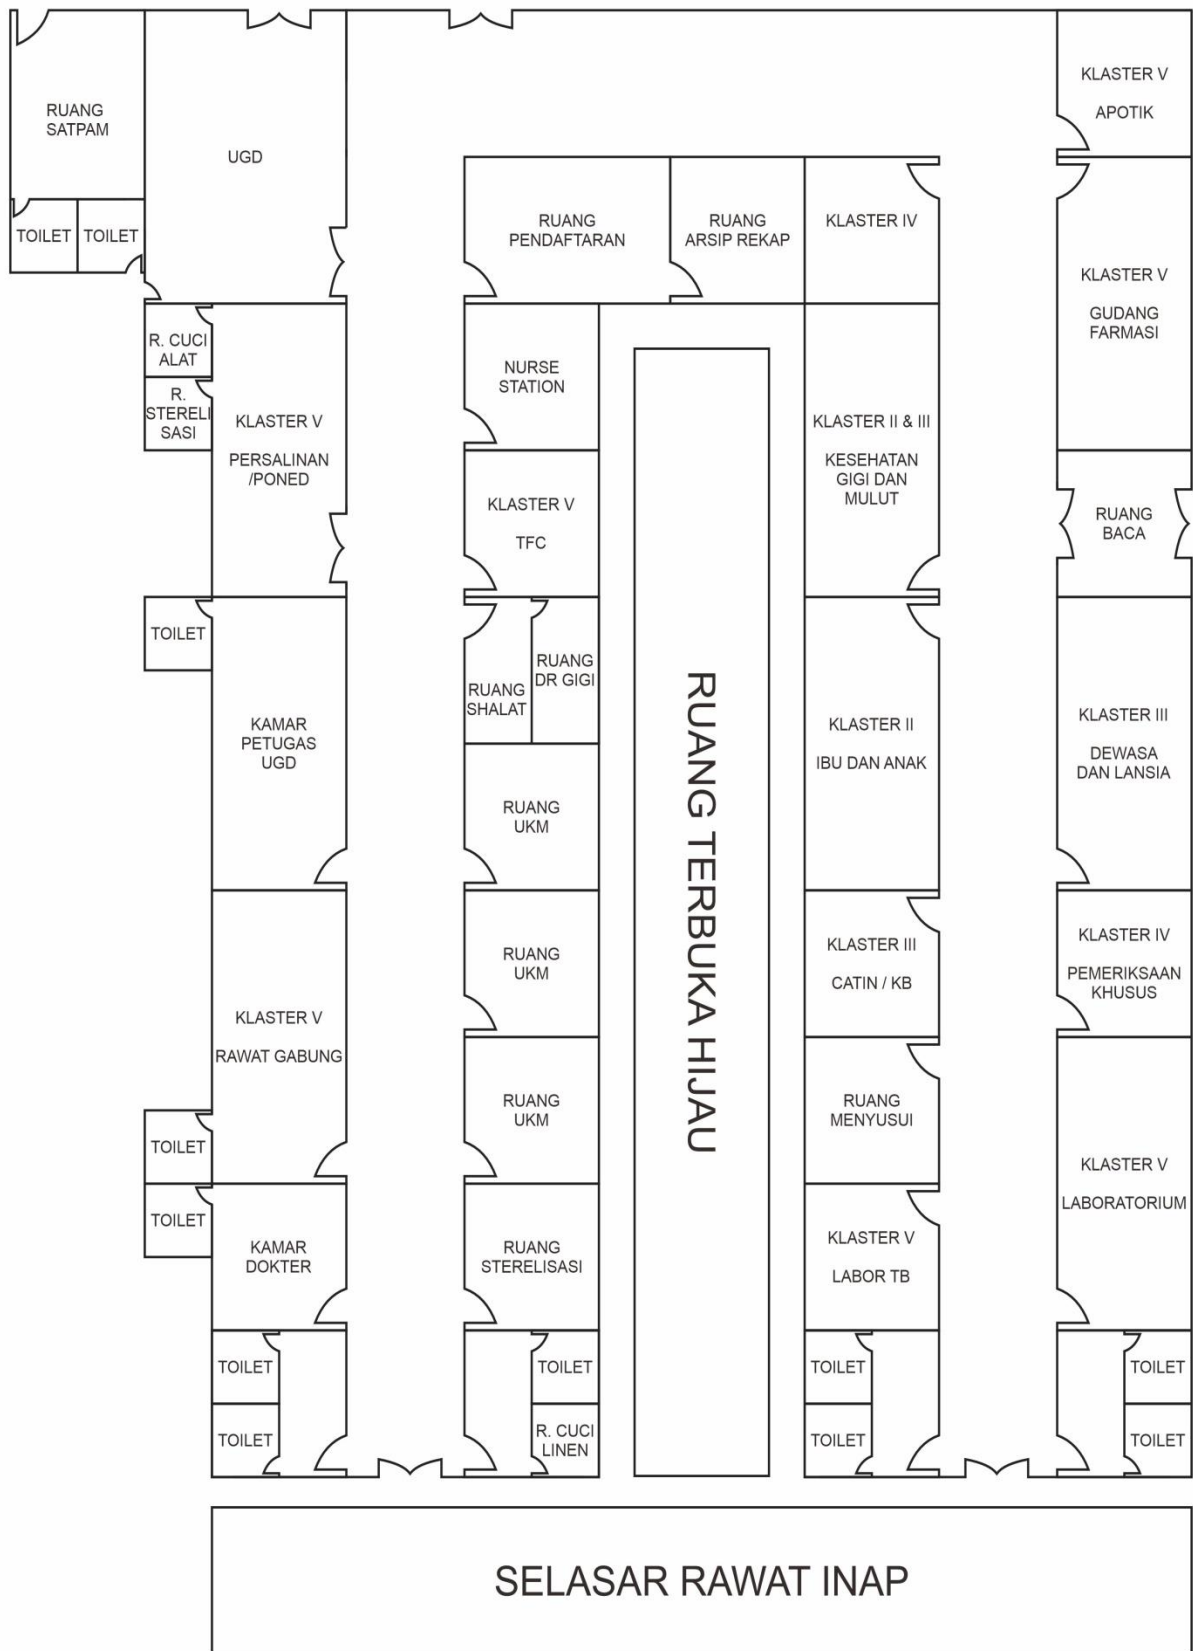 RUANG
SATPAM
TOILET
TOILET
UGD
KLASTER V
APOTIK
RUANG
PENDAFTARAN
RUANG
ARSIP REKAP
KLASTER IV
KLASTER V
GUDANG
FARMASI
R. CUCI
ALAT
R.
STERELI
SASI
KLASTER V
PERSALINAN
/PONED
NURSE
STATION
KLASTER V
TFC
KLASTER II & III
KESEHATAN
GIGI DAN
MULUT
RUANG
BACA
TOILET
KAMAR
PETUGAS
UGD
RUANG
SHALAT
RUANG
DR GIGI
RUANG
UKM
RUANG TERBUKA HIJAU
KLASTER II
IBU DAN ANAK
KLASTER III
DEWASA
DAN LANSIA
KLASTER V
RAWAT GABUNG
RUANG
UKM
KLASTER III
CATIN / KB
KLASTER IV
PEMERIKSAAN
KHUSUS
TOILET
RUANG
UKM
RUANG
MENYUSUI
KLASTER V
LABORATORIUM
TOILET
KAMAR
DOKTER
RUANG
STERELISASI
KLASTER V
LABOR TB
TOILET
TOILET
TOILET
TOILET
TOILET
R. CUCI
LINEN
TOILET
TOILET
SELASAR RAWAT INAP